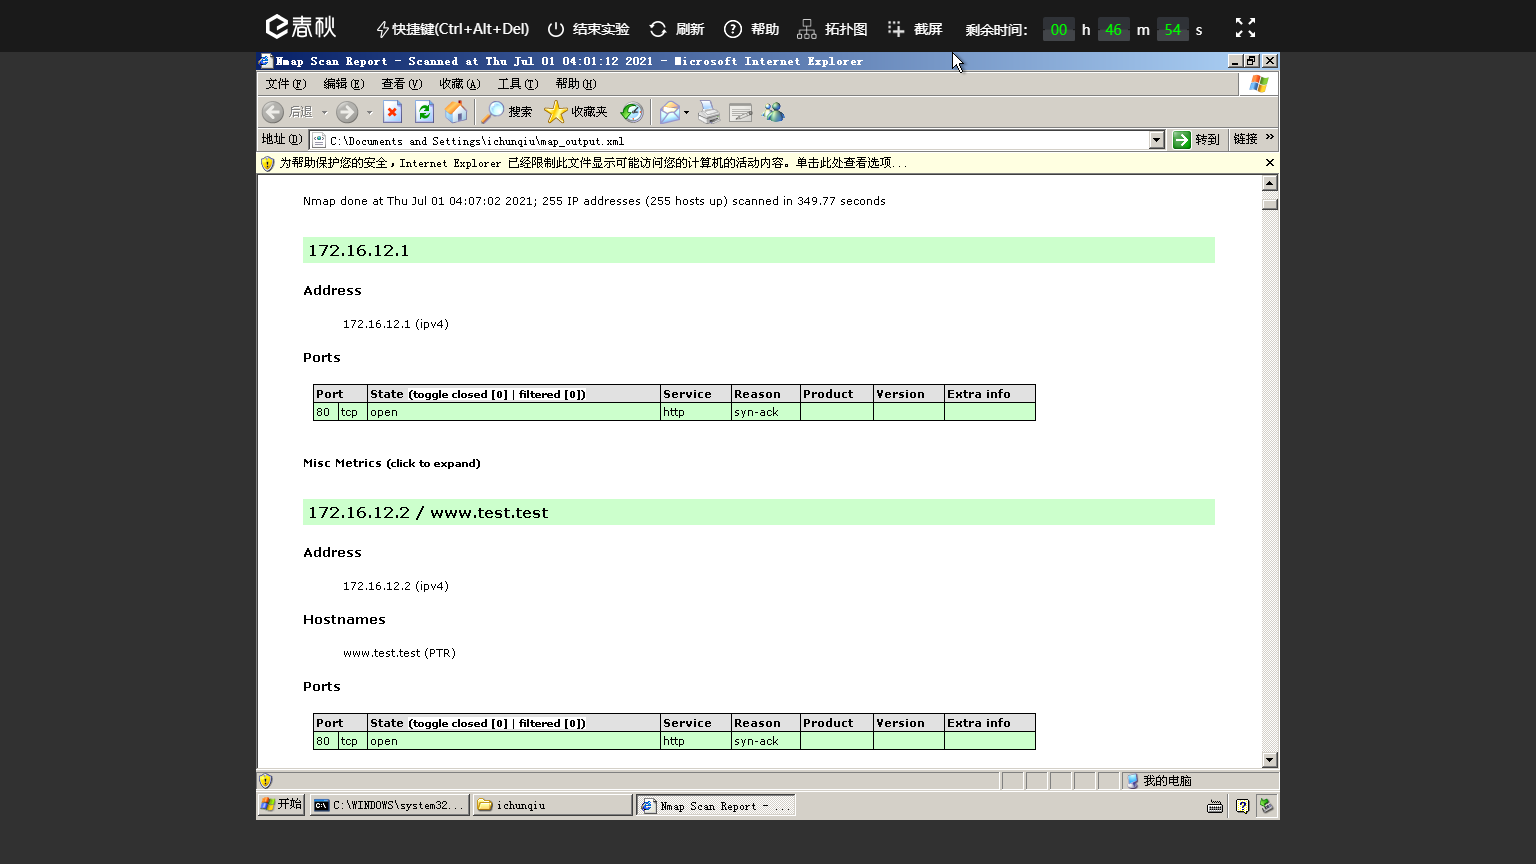 春秋 快捷键(Ctrl+Alt+Del) 结束实验 刷新 帮助 拓扑图 截屏 剩余时间: 00 h 46 m 54 s
Nmap Scan Report - Scanned at Thu Jul 01 04:01:12 2021 - Microsoft Internet Explorer
文件(F) 编辑(E) 查看(V) 收藏(A) 工具(T) 帮助(H)
后退 搜索 收藏夹
地址(D) C:\Documents and Settings\ichunqiu\map_output.xml 转到 链接 »
为帮助保护您的安全，Internet Explorer 已经限制此文件显示可能访问您的计算机的活动内容。单击此处查看选项...
Nmap done at Thu Jul 01 04:07:02 2021; 255 IP addresses (255 hosts up) scanned in 349.77 seconds
172.16.12.1
Address
172.16.12.1 (ipv4)
Ports
Port State (toggle closed [0] | filtered [0]) Service Reason Product Version Extra info
80 tcp open http syn-ack
Misc Metrics (click to expand)
172.16.12.2 / www.test.test
Address
172.16.12.2 (ipv4)
Hostnames
www.test.test (PTR)
Ports
Port State (toggle closed [0] | filtered [0]) Service Reason Product Version Extra info
80 tcp open http syn-ack
我的电脑
开始 C:\WINDOWS\system32... ichunqiu Nmap Scan Report - ...